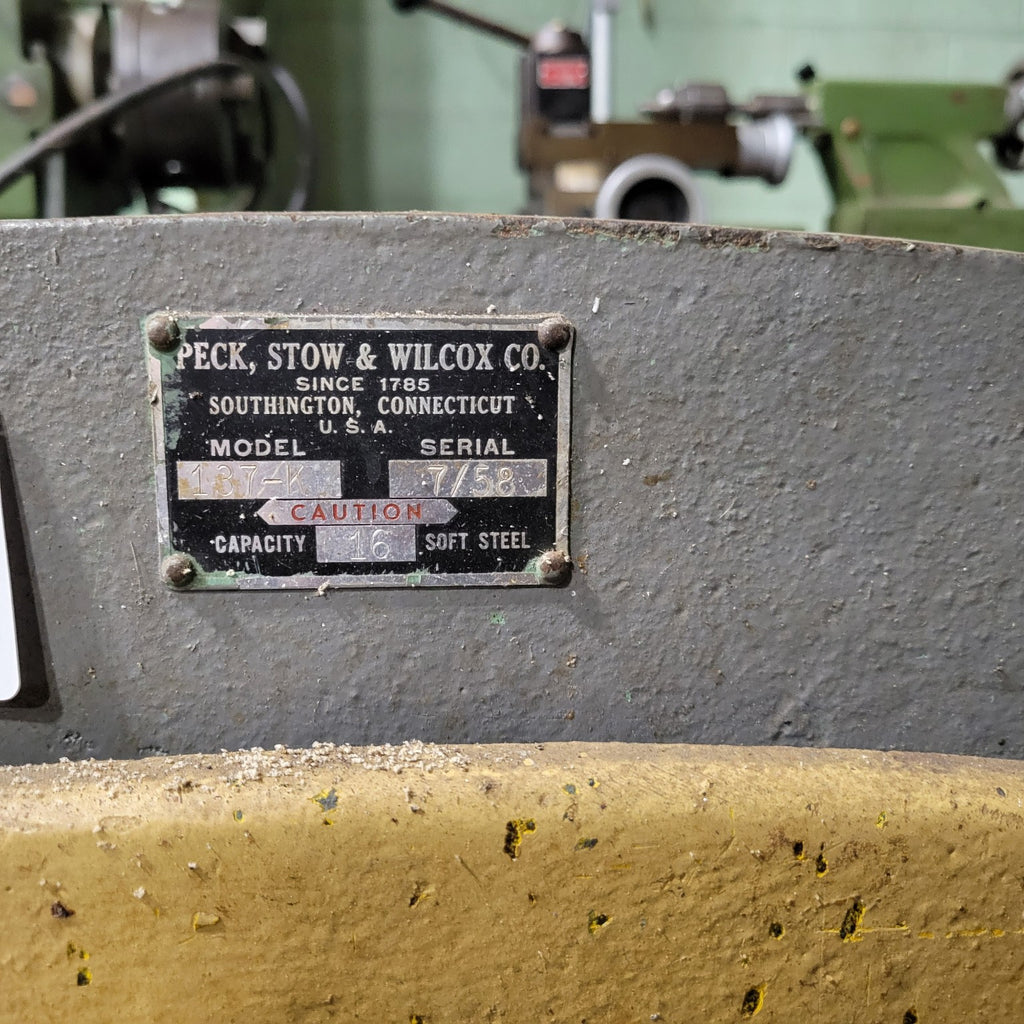 PECK, STOW & WILCOX CO.
SINCE 1785
SOUTHINGTON, CONNECTICUT
U. S. A.
MODEL SERIAL
137-K 7/58
CAUTION
CAPACITY 16 SOFT STEEL